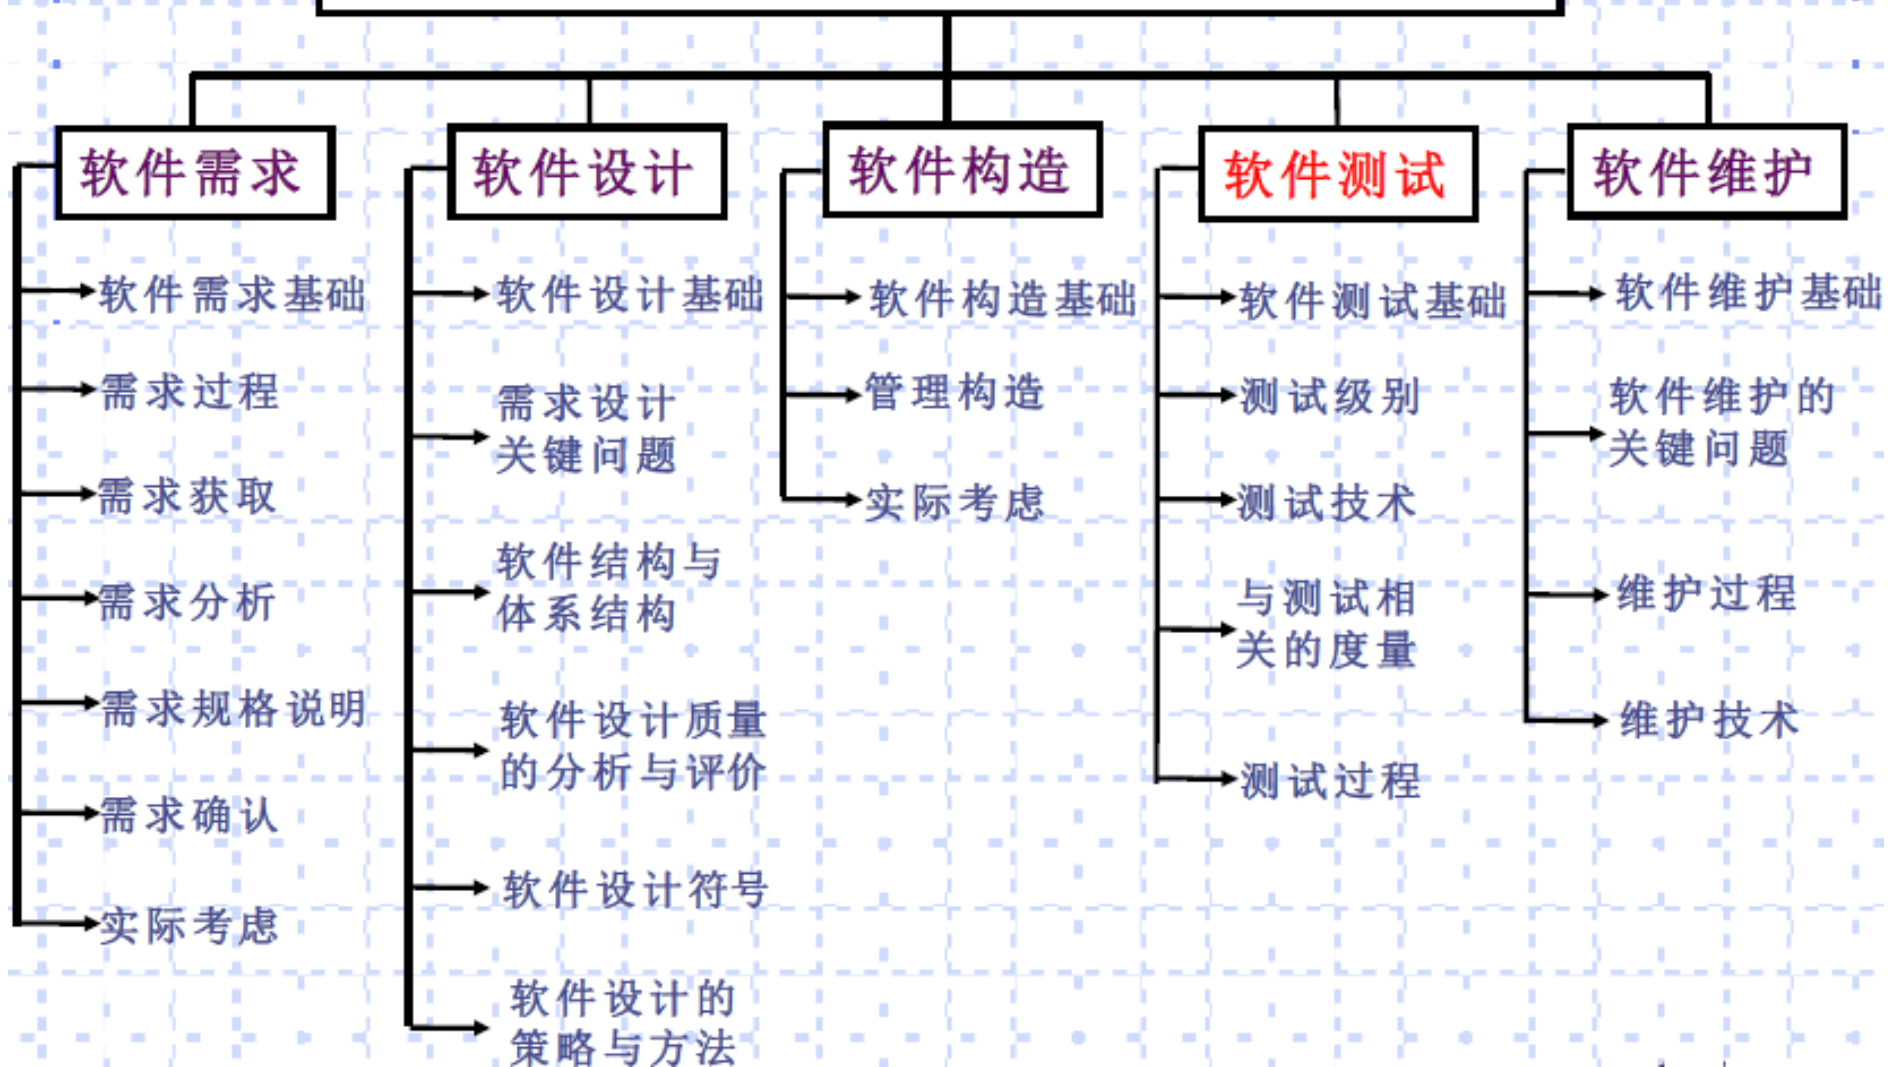 软件需求
软件需求基础
需求过程
需求获取
需求分析
需求规格说明
需求确认
实际考虑
软件设计
软件设计基础
需求设计
关键问题
软件结构与
体系结构
软件设计质量
的分析与评价
软件设计符号
软件设计的
策略与方法
软件构造
软件构造基础
管理构造
实际考虑
软件测试
软件测试基础
测试级别
测试技术
与测试相
关的度量
测试过程
软件维护
软件维护基础
软件维护的
关键问题
维护过程
维护技术